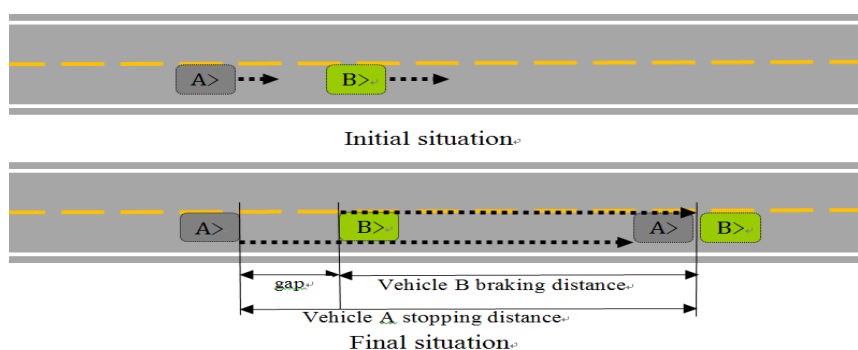 A> B>
Initial situation
A> B> A> B>
gap Vehicle B braking distance
Vehicle A stopping distance
Final situation